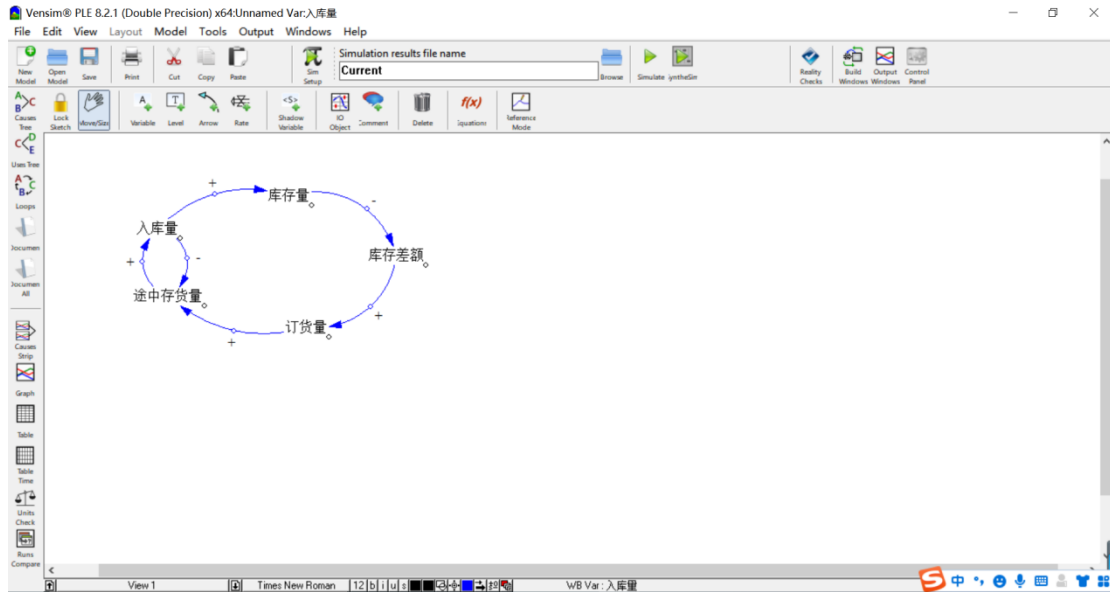 Vensim® PLE 8.2.1 (Double Precision) x64:Unnamed Var:入库量
File Edit View Layout Model Tools Output Windows Help
Simulation results file name
Current
New Model
Open Model
Save
Print
Cut
Copy
Paste
Sim Setup
Browse
Simulate
SyntheSim
Reality Checks
Build Windows
Output Windows
Control Panel
Causes Tree
Lock Sketch
Move/Siz
Variable
Level
Arrow
Rate
Shadow Variable
IO Object
Comment
Delete
f(x)
Equations
Reference Mode
Uses Tree
Loops
Documen
Documen All
Causes Strip
Graph
Table
Table Time
Units Check
Runs Compare
+
库存量
-
入库量
库存差额
+
-
途中存货量
+
订货量
+
View 1
Times New Roman
12 b i u s
WB Var : 入库量
中